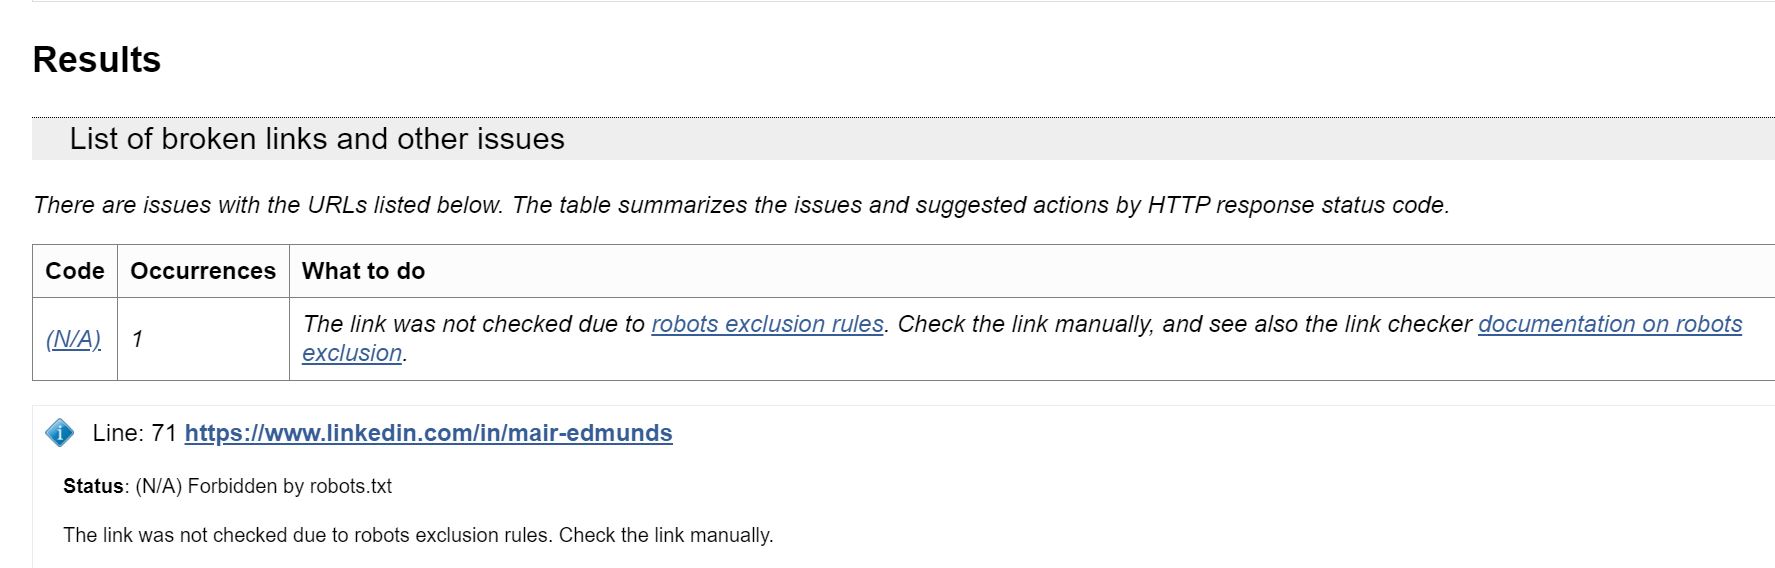 Results
List of broken links and other issues
There are issues with the URLs listed below. The table summarizes the issues and suggested actions by HTTP response status code.
Code Occurrences What to do
(N/A) 1 The link was not checked due to robots exclusion rules. Check the link manually, and see also the link checker documentation on robots
exclusion.
Line: 71 https://www.linkedin.com/in/mair-edmunds
Status: (N/A) Forbidden by robots.txt
The link was not checked due to robots exclusion rules. Check the link manually.